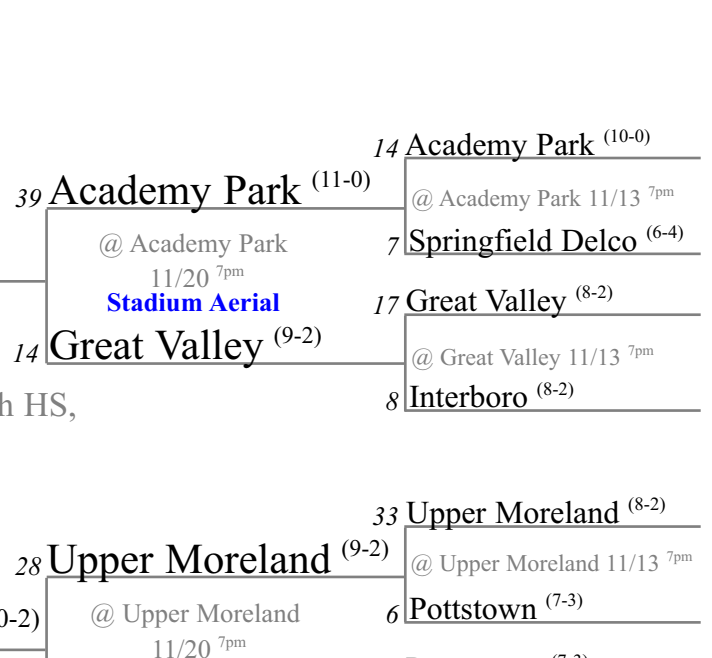 14 Academy Park (10-0)
39 Academy Park (11-0)
@ Academy Park 11/13 7pm
@ Academy Park
7 Springfield Delco (6-4)
11/20 7pm
Stadium Aerial
17 Great Valley (8-2)
14 Great Valley (9-2)
@ Great Valley 11/13 7pm
8 Interboro (8-2)
h HS,
33 Upper Moreland (8-2)
28 Upper Moreland (9-2)
@ Upper Moreland 11/13 7pm
0-2)
@ Upper Moreland
6 Pottstown (7-3)
11/20 7pm